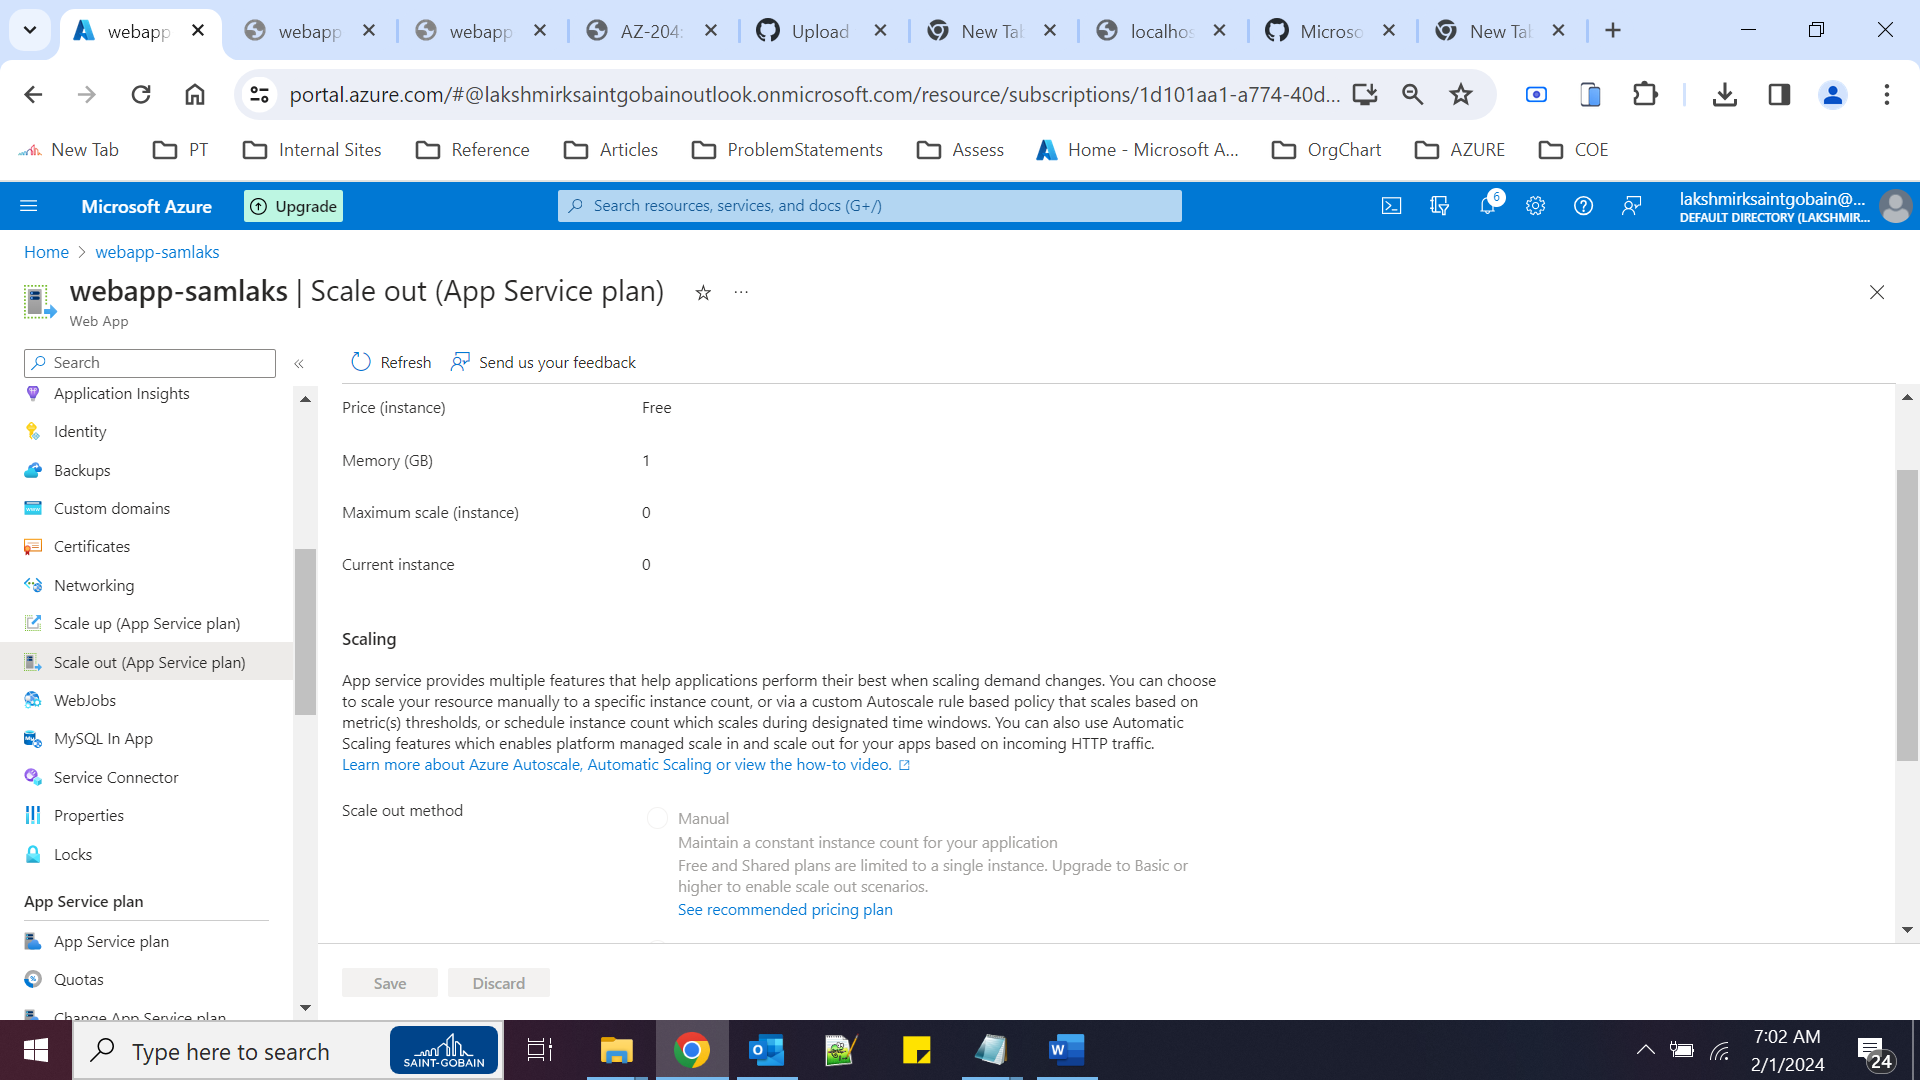 webapp
webapp
webapp
AZ-204:
Upload
New Tab
localhos
Microso
New Tab
portal.azure.com/#@lakshmirksaintgobainoutlook.onmicrosoft.com/resource/subscriptions/1d101aa1-a774-40d...
New Tab
PT
Internal Sites
Reference
Articles
ProblemStatements
Assess
Home - Microsoft A...
OrgChart
AZURE
COE
Microsoft Azure
Upgrade
Search resources, services, and docs (G+/)
6
lakshmirksaintgobain@...
DEFAULT DIRECTORY (LAKSHMIR...
Home > webapp-samlaks
webapp-samlaks | Scale out (App Service plan)
Web App
Search
Refresh
Send us your feedback
Application Insights
Identity
Backups
Custom domains
Certificates
Networking
Scale up (App Service plan)
Scale out (App Service plan)
WebJobs
MySQL In App
Service Connector
Properties
Locks
App Service plan
App Service plan
Quotas
Change App Service plan
Price (instance) Free
Memory (GB) 1
Maximum scale (instance) 0
Current instance 0
Scaling
App service provides multiple features that help applications perform their best when scaling demand changes. You can choose
to scale your resource manually to a specific instance count, or via a custom Autoscale rule based policy that scales based on
metric(s) thresholds, or schedule instance count which scales during designated time windows. You can also use Automatic
Scaling features which enables platform managed scale in and scale out for your apps based on incoming HTTP traffic.
Learn more about Azure Autoscale, Automatic Scaling or view the how-to video.
Scale out method
Manual
Maintain a constant instance count for your application
Free and Shared plans are limited to a single instance. Upgrade to Basic or
higher to enable scale out scenarios.
See recommended pricing plan
Save
Discard
Type here to search
SAINT-GOBAIN
7:02 AM
2/1/2024
24